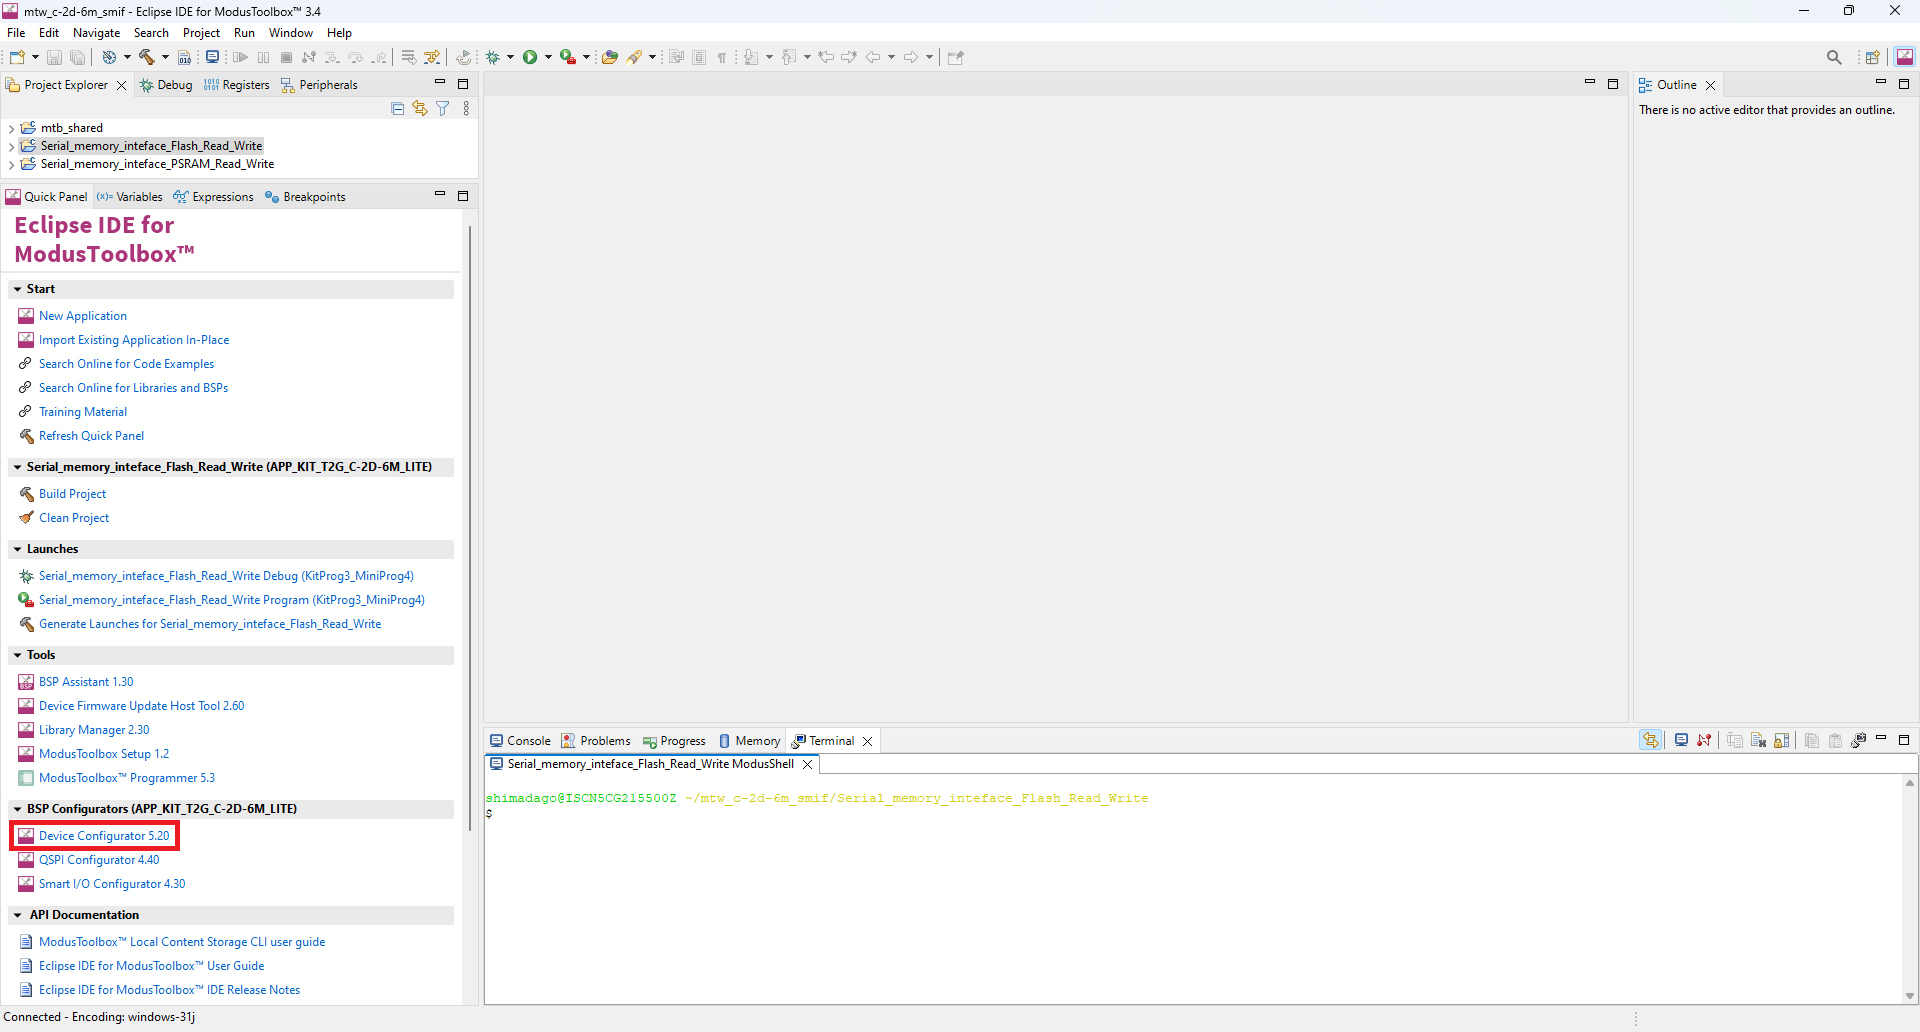 mtw_c-2d-6m_smif - Eclipse IDE for ModusToolbox™ 3.4
File Edit Navigate Search Project Run Window Help
Project Explorer Debug Registers Peripherals
mtb_shared
Serial_memory_inteface_Flash_Read_Write
Serial_memory_inteface_PSRAM_Read_Write
Quick Panel (x)= Variables Expressions Breakpoints
Eclipse IDE for
ModusToolbox™
Start
New Application
Import Existing Application In-Place
Search Online for Code Examples
Search Online for Libraries and BSPs
Training Material
Refresh Quick Panel
Serial_memory_inteface_Flash_Read_Write (APP_KIT_T2G_C-2D-6M_LITE)
Build Project
Clean Project
Launches
Serial_memory_inteface_Flash_Read_Write Debug (KitProg3_MiniProg4)
Serial_memory_inteface_Flash_Read_Write Program (KitProg3_MiniProg4)
Generate Launches for Serial_memory_inteface_Flash_Read_Write
Tools
BSP Assistant 1.30
Device Firmware Update Host Tool 2.60
Library Manager 2.30
ModusToolbox Setup 1.2
ModusToolbox™ Programmer 5.3
BSP Configurators (APP_KIT_T2G_C-2D-6M_LITE)
Device Configurator 5.20
QSPI Configurator 4.40
Smart I/O Configurator 4.30
API Documentation
ModusToolbox™ Local Content Storage CLI user guide
Eclipse IDE for ModusToolbox™ User Guide
Eclipse IDE for ModusToolbox™ IDE Release Notes
Outline
There is no active editor that provides an outline.
Console Problems Progress Memory Terminal
Serial_memory_inteface_Flash_Read_Write ModusShell
shimadago@ISCN5CG215500Z ~/mtw_c-2d-6m_smif/Serial_memory_inteface_Flash_Read_Write
$
Connected - Encoding: windows-31j